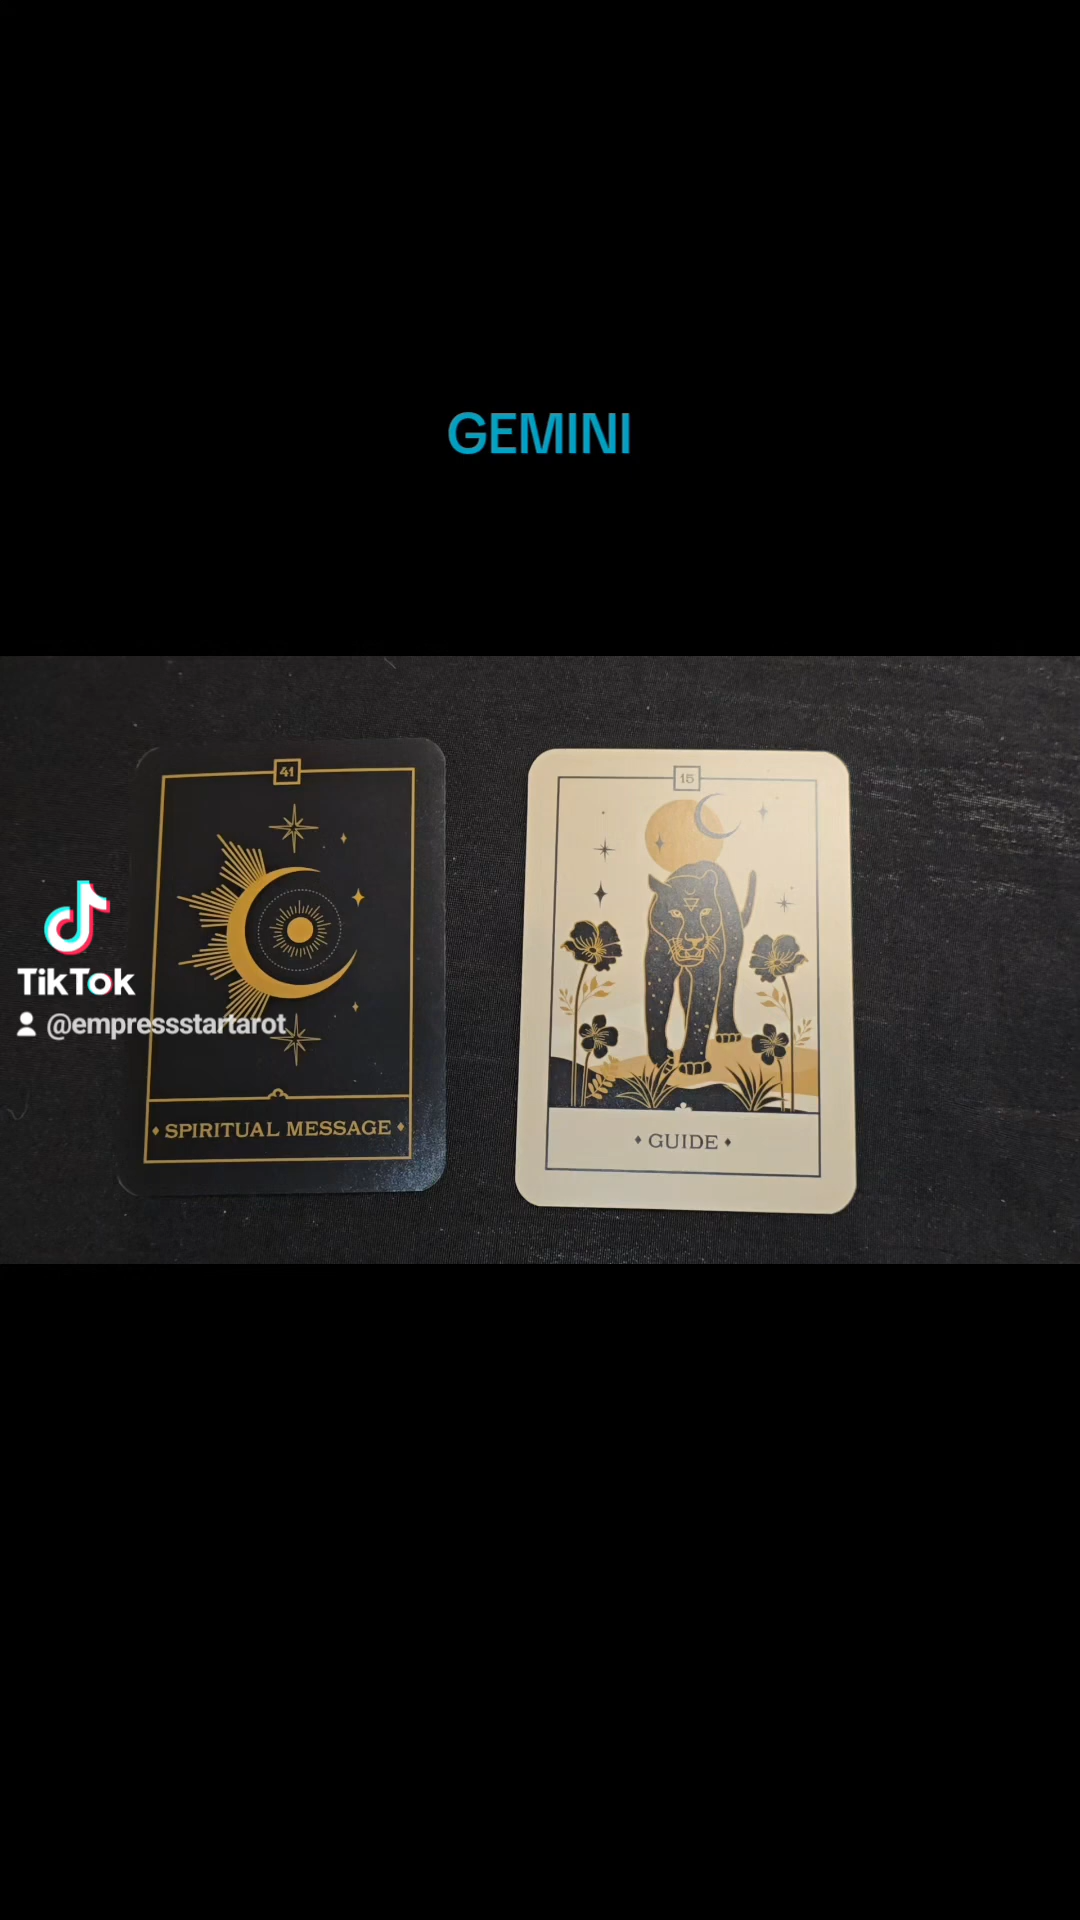 GEMINI
41
SPIRITUAL MESSAGE
15
GUIDE
TikTok
@empressstartarot